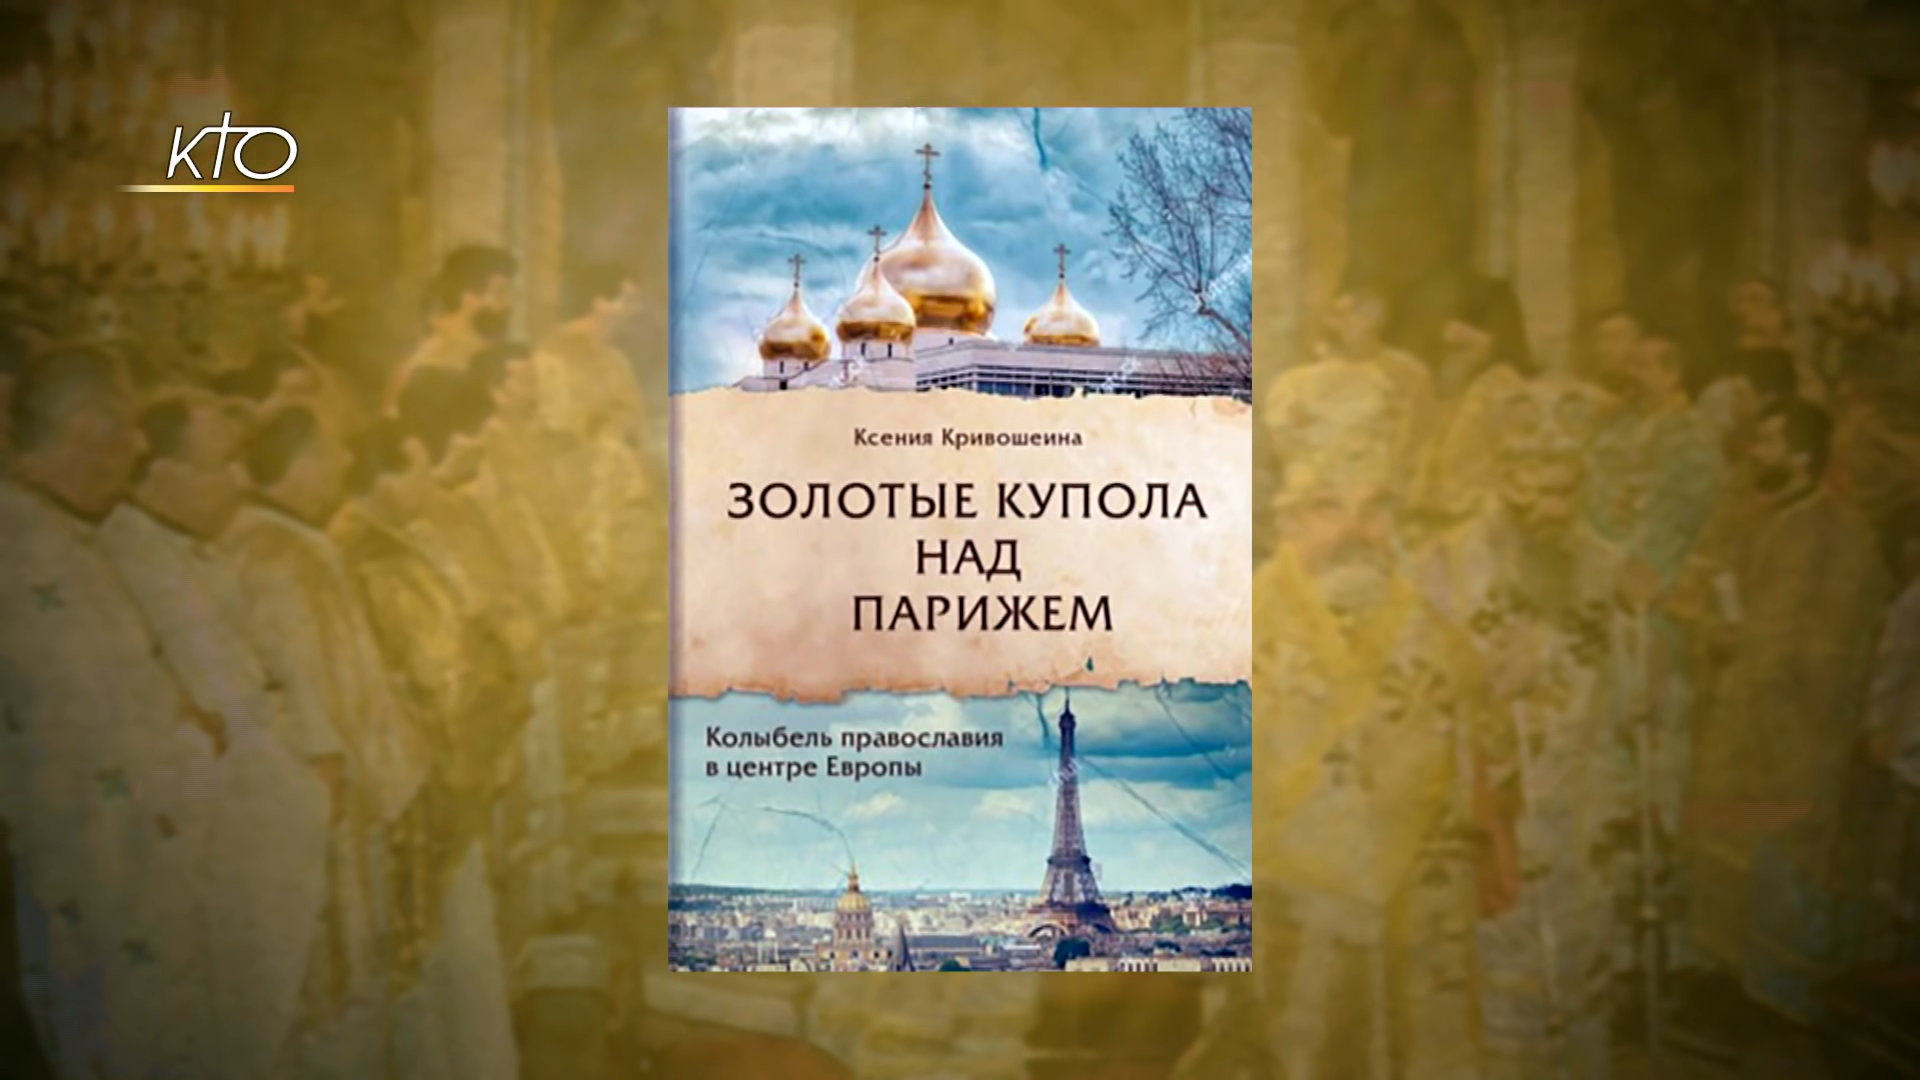 KTO
Ксения Кривошеина
ЗОЛОТЫЕ КУПОЛА
НАД
ПАРИЖЕМ
Колыбель православия
в центре Европы